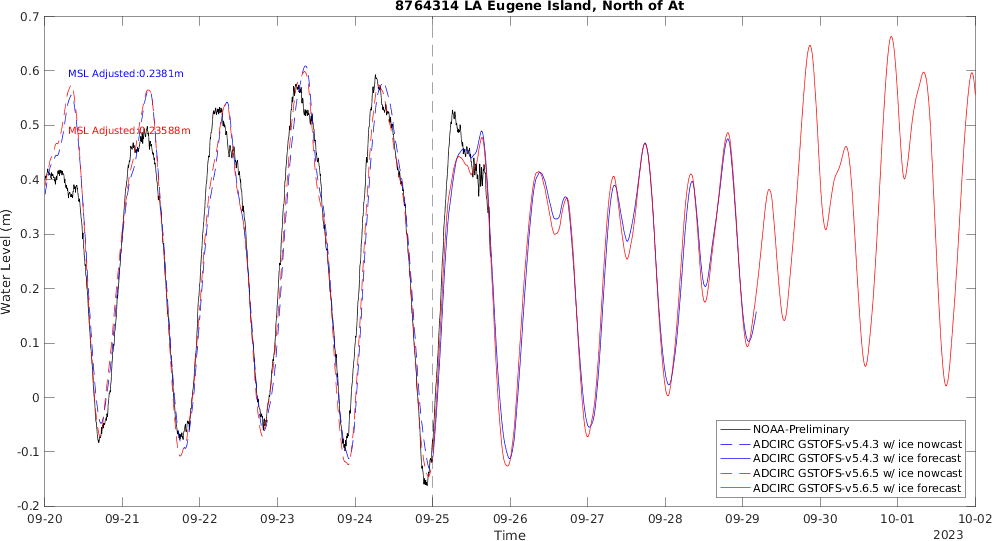 8764314 LA Eugene Island, North of At
0.7
0.6
0.5
0.4
0.3
0.2
0.1
0
-0.1
-0.2
Water Level (m)
MSL Adjusted:0.2381m
MSL Adjusted:0.23588m
NOAA-Preliminary
ADCIRC GSTOFS-v5.4.3 w/ ice nowcast
ADCIRC GSTOFS-v5.4.3 w/ ice forecast
ADCIRC GSTOFS-v5.6.5 w/ ice nowcast
ADCIRC GSTOFS-v5.6.5 w/ ice forecast
09-20 09-21 09-22 09-23 09-24 09-25 09-26 09-27 09-28 09-29 09-30 10-01 10-02
Time
2023